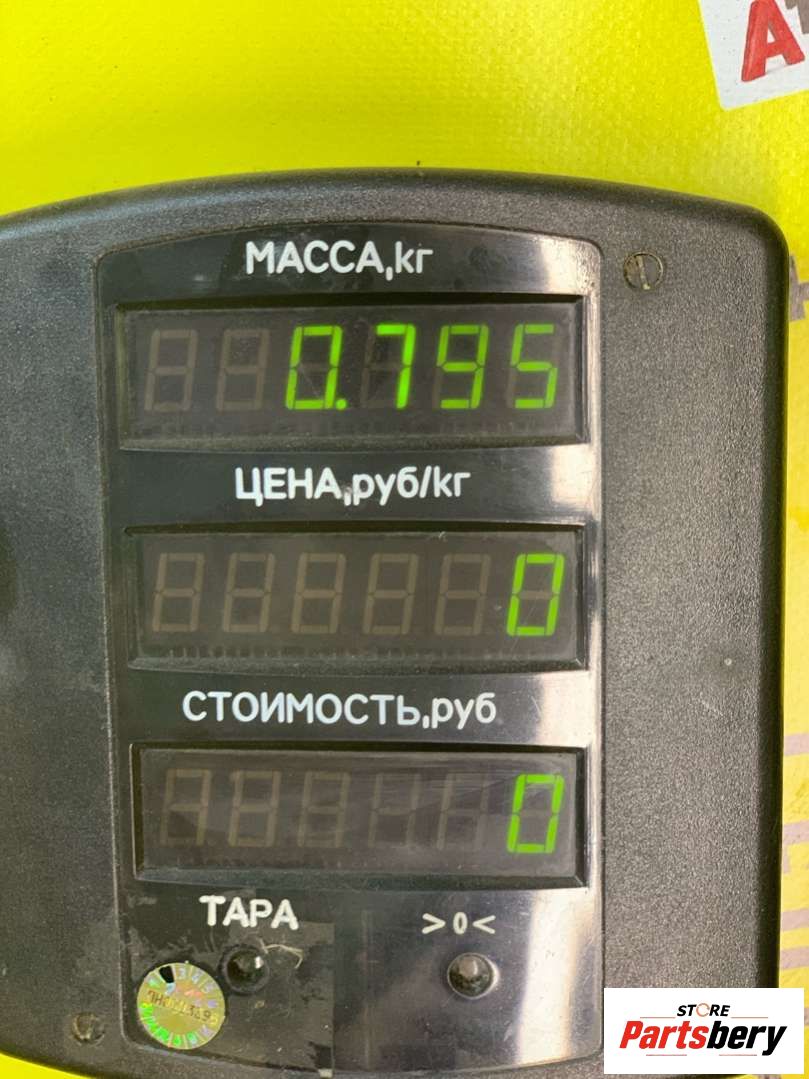 А
МАССА,кг
0.795
ЦЕНА,руб/кг
0
СТОИМОСТЬ,руб
0
ТАРА >0<
STORE
Partsbery